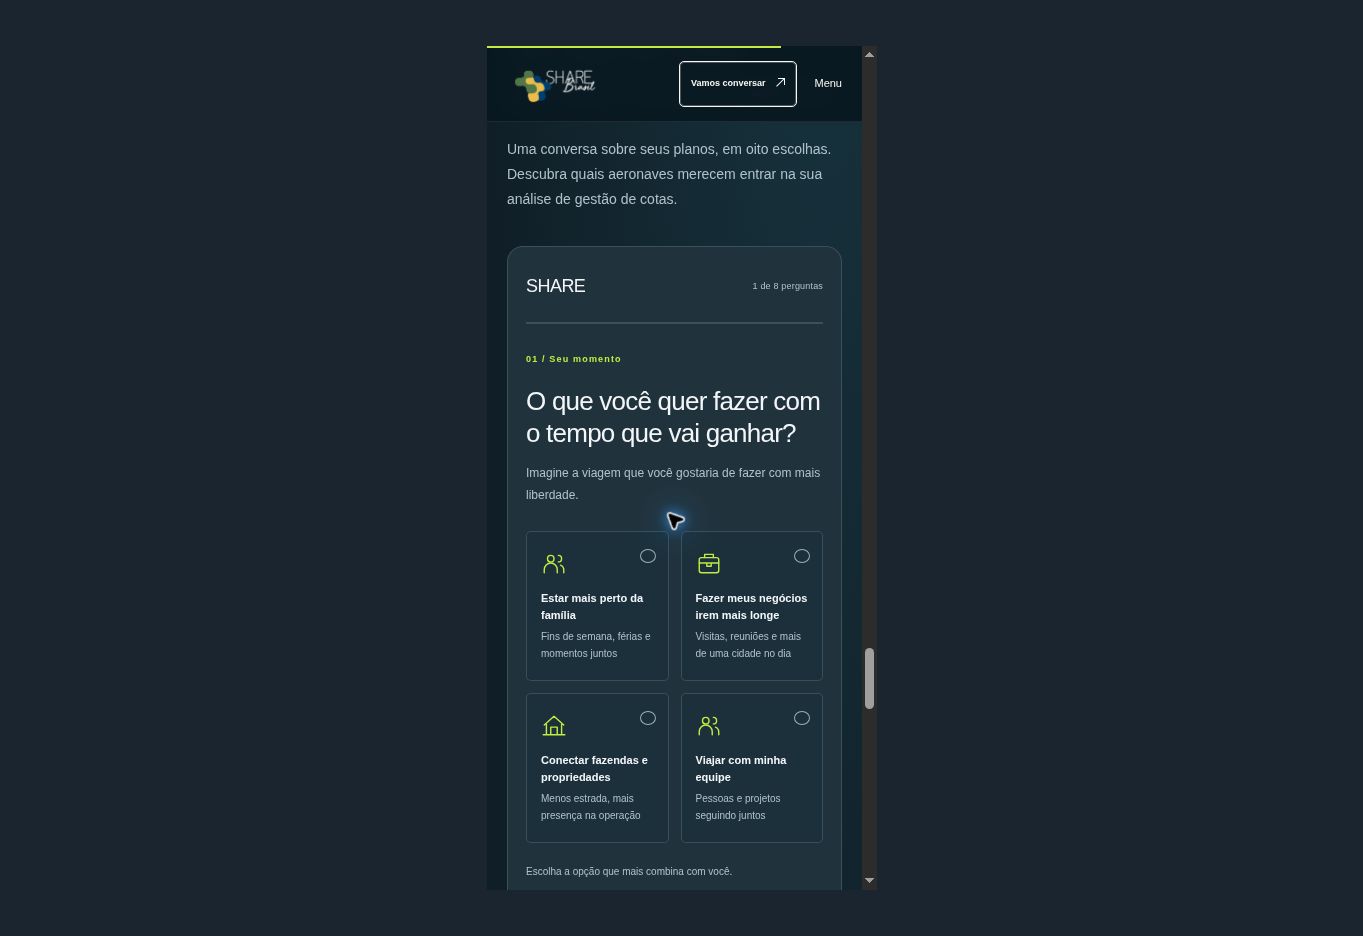 SHARE
Brasil
Vamos conversar
Menu
Uma conversa sobre seus planos, em oito escolhas.
Descubra quais aeronaves merecem entrar na sua
análise de gestão de cotas.
SHARE
1 de 8 perguntas
01 / Seu momento
O que você quer fazer com
o tempo que vai ganhar?
Imagine a viagem que você gostaria de fazer com mais
liberdade.
Estar mais perto da
família
Fins de semana, férias e
momentos juntos
Fazer meus negócios
irem mais longe
Visitas, reuniões e mais
de uma cidade no dia
Conectar fazendas e
propriedades
Menos estrada, mais
presença na operação
Viajar com minha
equipe
Pessoas e projetos
seguindo juntos
Escolha a opção que mais combina com você.